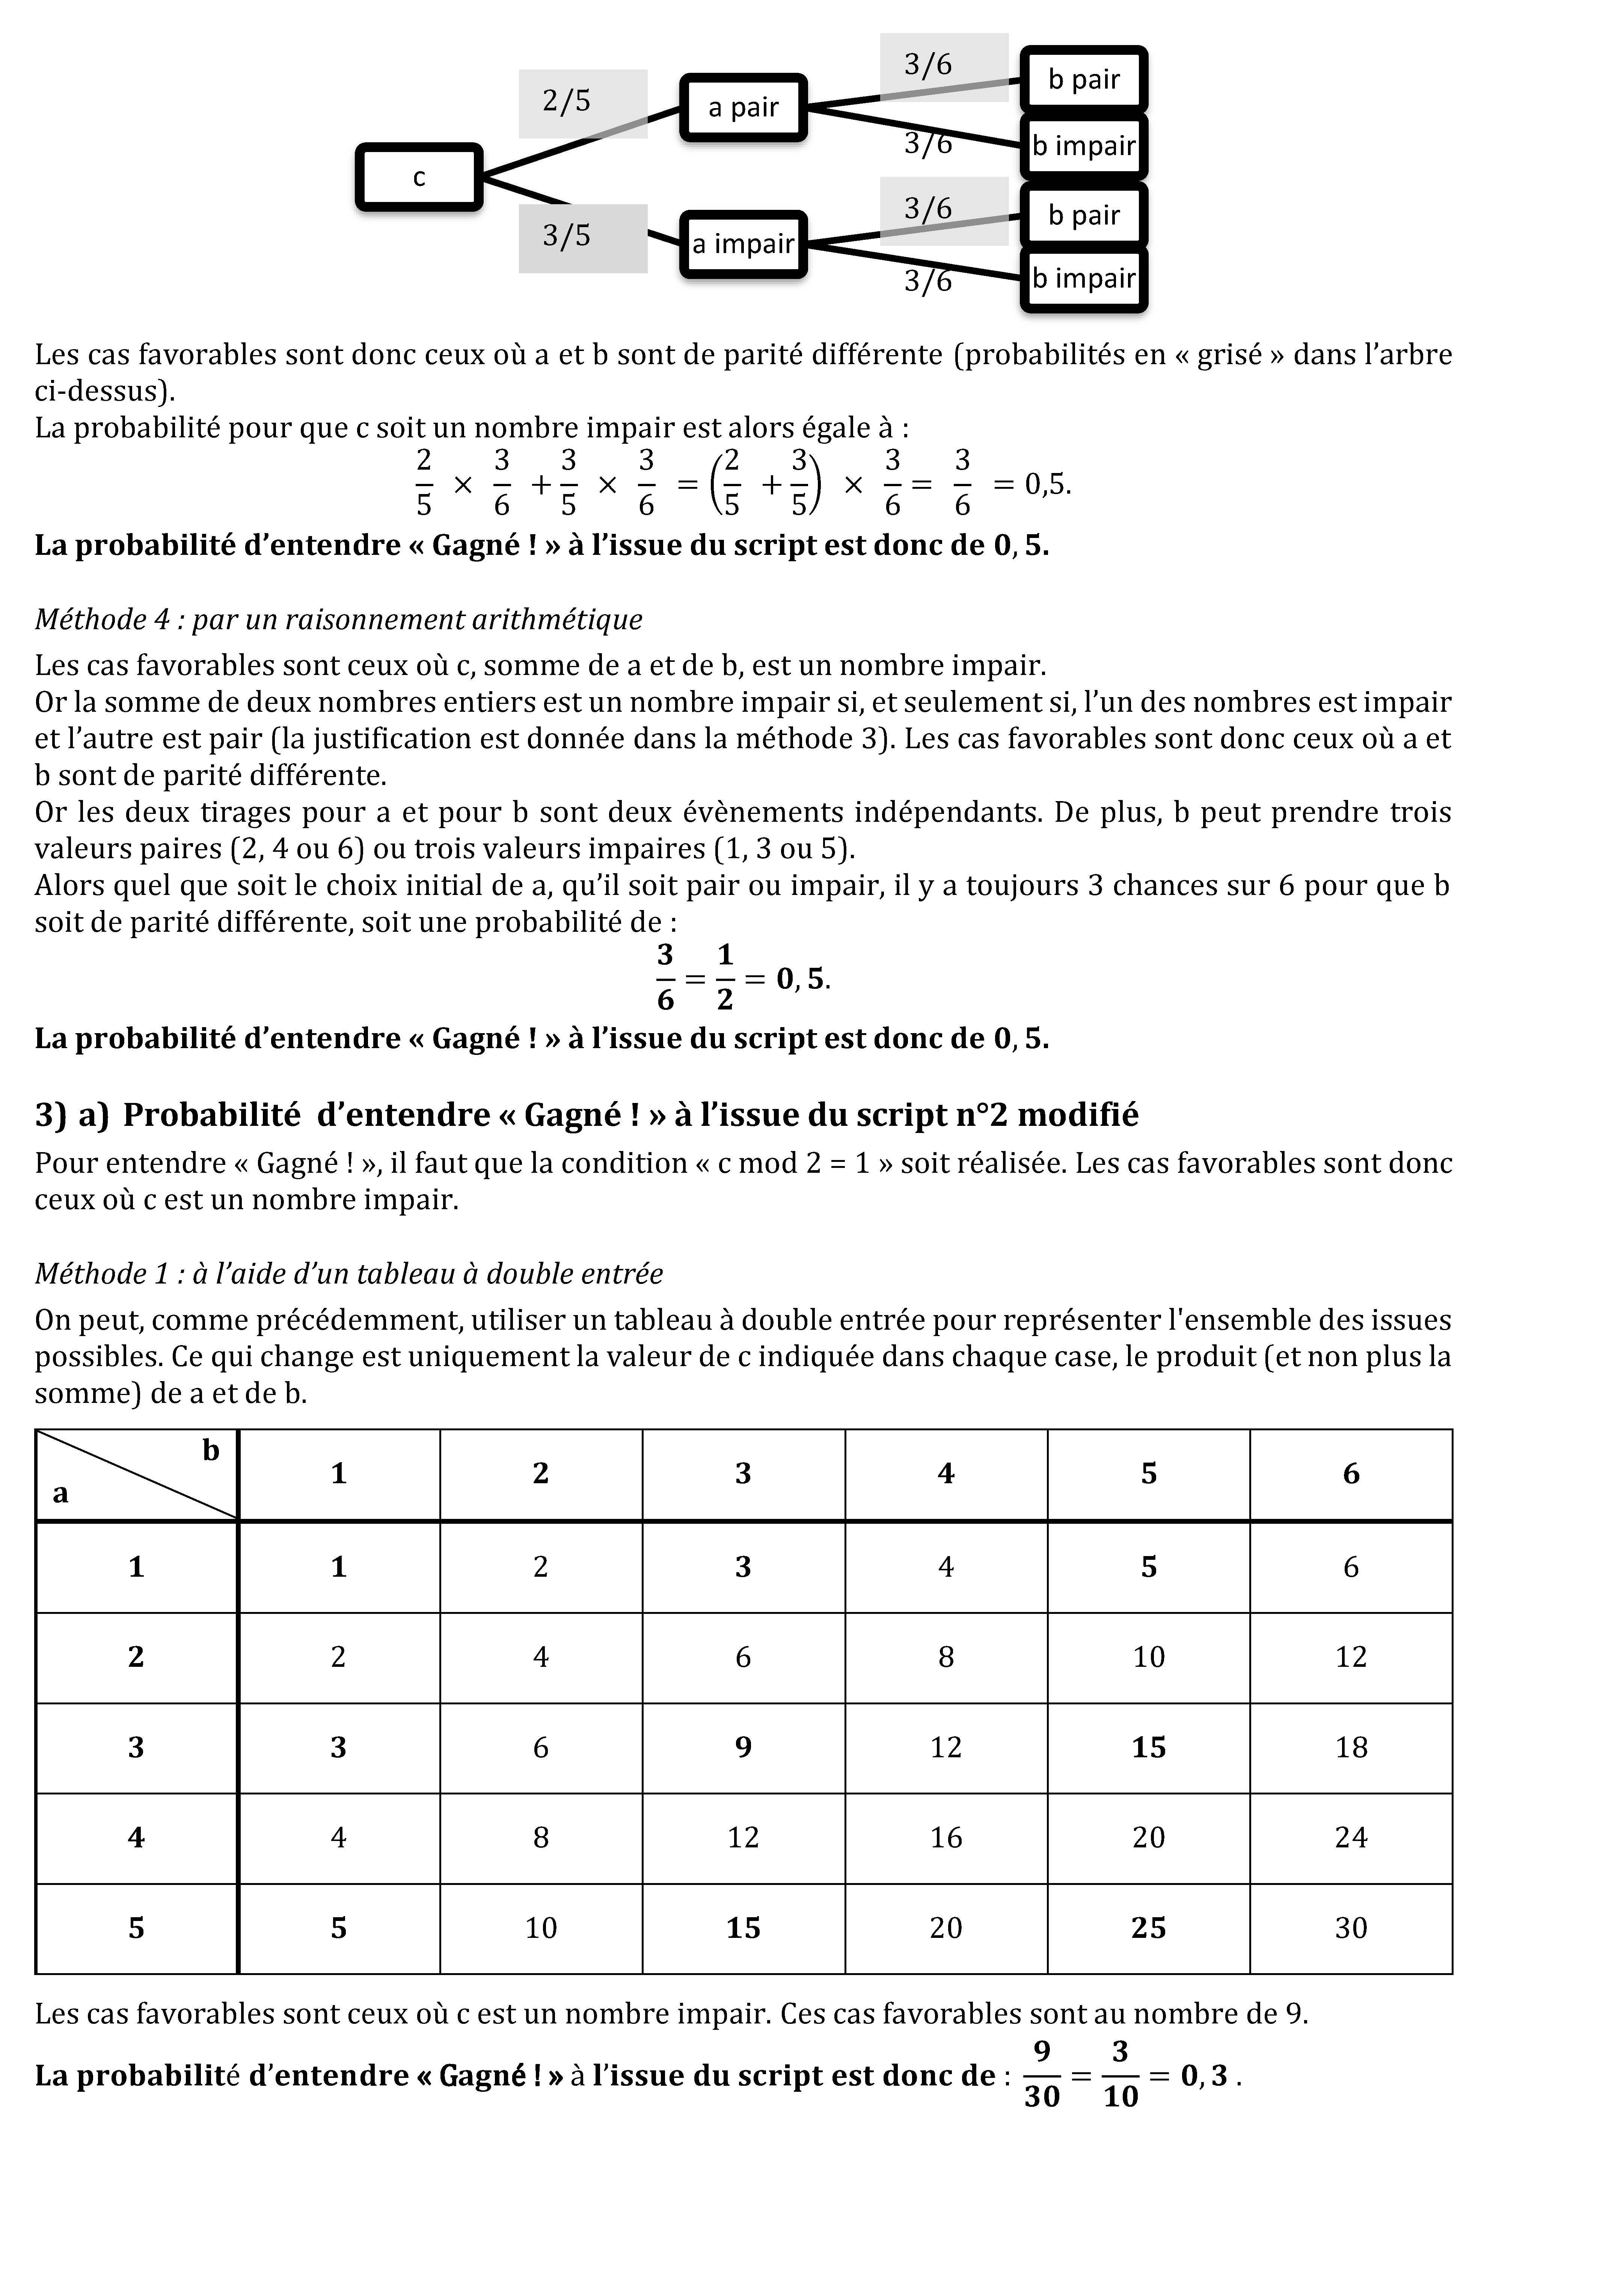 3/6
b pair
2/5
a pair
3/6
b impair
c
3/6
b pair
3/5
a impair
3/6
b impair
Les cas favorables sont donc ceux où a et b sont de parité différente (probabilités en « grisé » dans l’arbre
ci-dessus).
La probabilité pour que c soit un nombre impair est alors égale à :
2/5 × 3/6 + 3/5 × 3/6 = (2/5 + 3/5) × 3/6 = 3/6 = 0,5.
La probabilité d’entendre « Gagné ! » à l’issue du script est donc de 0, 5.
Méthode 4 : par un raisonnement arithmétique
Les cas favorables sont ceux où c, somme de a et de b, est un nombre impair.
Or la somme de deux nombres entiers est un nombre impair si, et seulement si, l’un des nombres est impair
et l’autre est pair (la justification est donnée dans la méthode 3). Les cas favorables sont donc ceux où a et
b sont de parité différente.
Or les deux tirages pour a et pour b sont deux évènements indépendants. De plus, b peut prendre trois
valeurs paires (2, 4 ou 6) ou trois valeurs impaires (1, 3 ou 5).
Alors quel que soit le choix initial de a, qu’il soit pair ou impair, il y a toujours 3 chances sur 6 pour que b
soit de parité différente, soit une probabilité de :
3/6 = 1/2 = 0, 5.
La probabilité d’entendre « Gagné ! » à l’issue du script est donc de 0, 5.
3) a) Probabilité d’entendre « Gagné ! » à l’issue du script n°2 modifié
Pour entendre « Gagné ! », il faut que la condition « c mod 2 = 1 » soit réalisée. Les cas favorables sont donc
ceux où c est un nombre impair.
Méthode 1 : à l’aide d’un tableau à double entrée
On peut, comme précédemment, utiliser un tableau à double entrée pour représenter l'ensemble des issues
possibles. Ce qui change est uniquement la valeur de c indiquée dans chaque case, le produit (et non plus la
somme) de a et de b.
b
a
1 2 3 4 5 6
1 1 2 3 4 5 6
2 2 4 6 8 10 12
3 3 6 9 12 15 18
4 4 8 12 16 20 24
5 5 10 15 20 25 30
Les cas favorables sont ceux où c est un nombre impair. Ces cas favorables sont au nombre de 9.
La probabilité d’entendre « Gagné ! » à l’issue du script est donc de : 9/30 = 3/10 = 0, 3 .